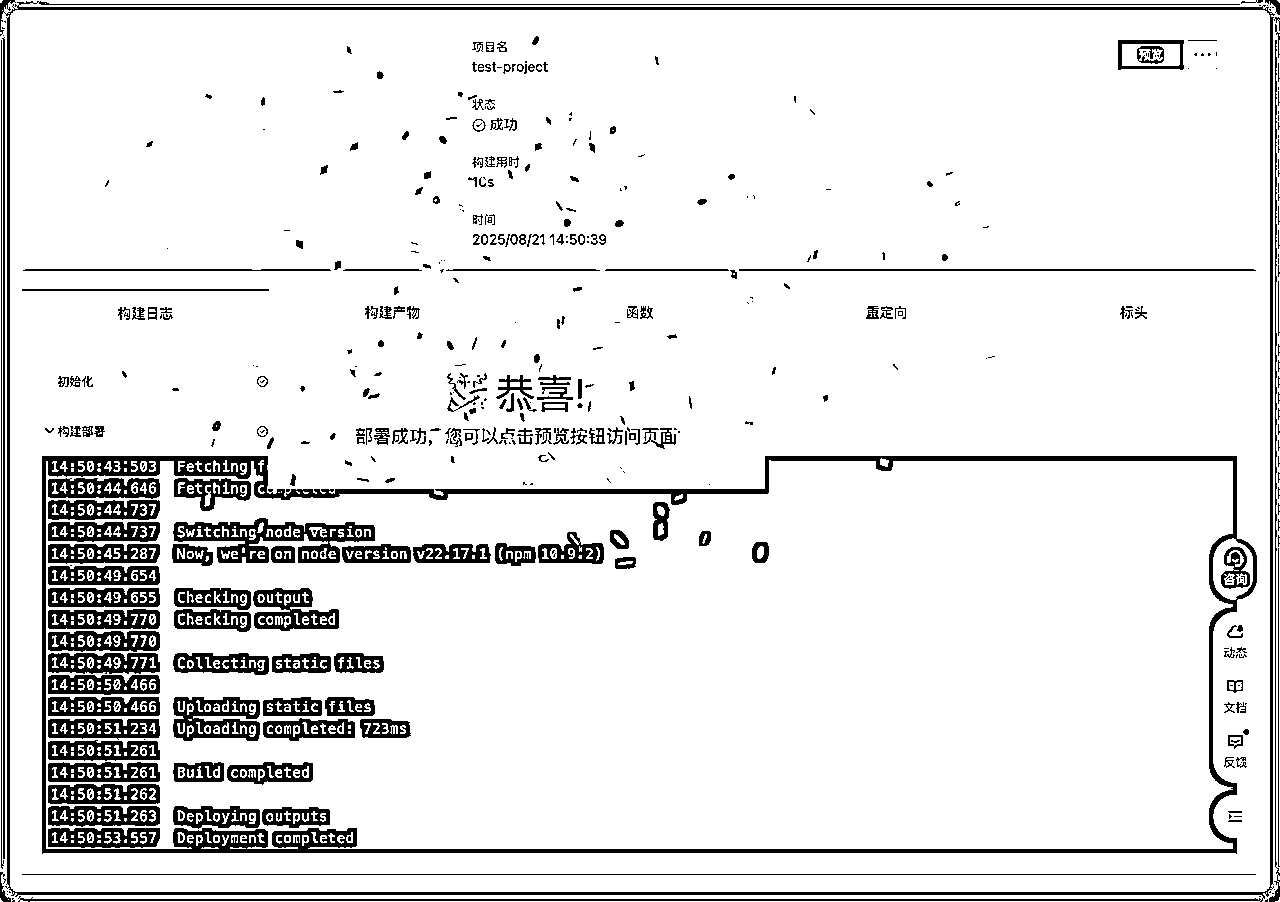 项目名
test-project
预览
状态
成功
构建用时
10s
时间
2025/08/21 14:50:39
构建日志
构建产物
函数
重定向
标头
初始化
恭喜!
构建部署
部署成功，您可以点击预览按钮访问页面
14:50:43.503 Fetching
14:50:44.646 Fetching completed
14:50:44.737
14:50:44.737 Switching node version
14:50:45.287 Now, we're on node version v22.17.1 (npm 10.9.2)
14:50:49.654
14:50:49.655 Checking output
14:50:49.770 Checking completed
14:50:49.770
14:50:49.771 Collecting static files
14:50:50.466
14:50:50.466 Uploading static files
14:50:51.234 Uploading completed: 723ms
14:50:51.261
14:50:51.261 Build completed
14:50:51.262
14:50:51.263 Deploying outputs
14:50:53.557 Deployment completed
咨询
动态
文档
反馈